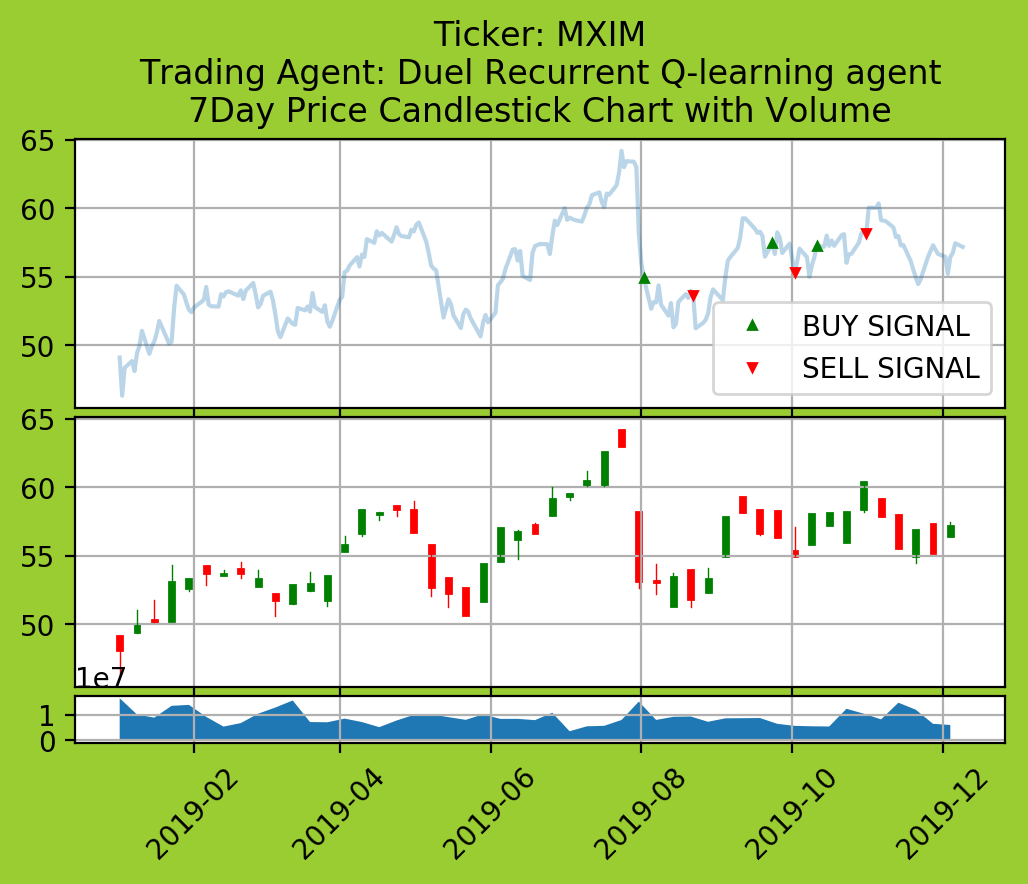 Ticker: MXIM
Trading Agent: Duel Recurrent Q-learning agent
7Day Price Candlestick Chart with Volume
65
60
55
50
BUY SIGNAL
SELL SIGNAL
65
60
55
50
1e7
1
0
2019-02
2019-04
2019-06
2019-08
2019-10
2019-12